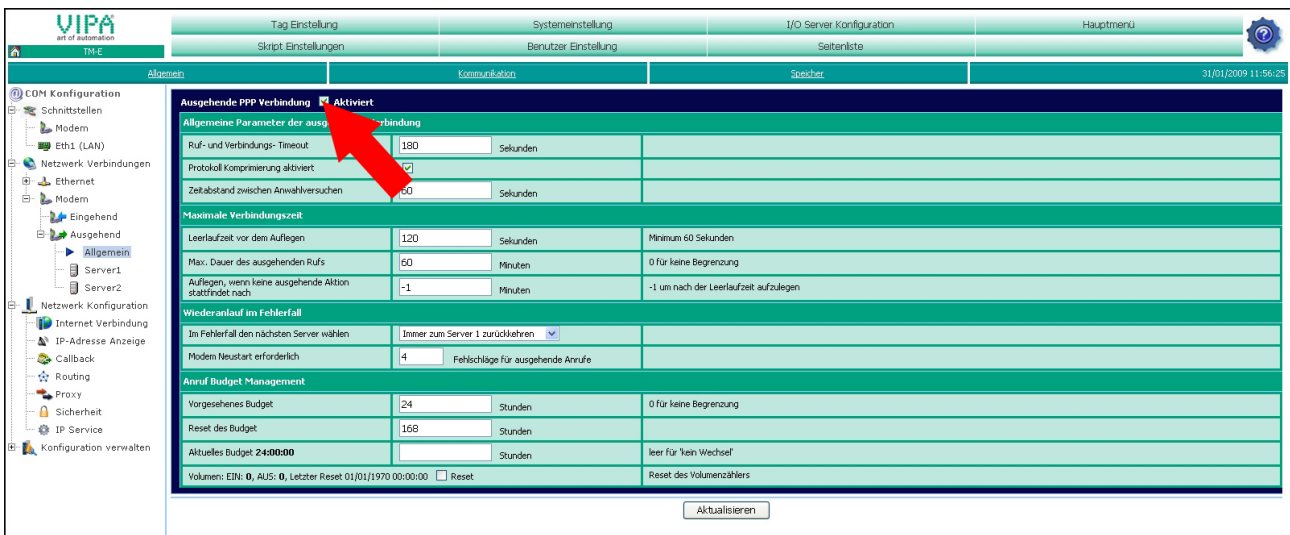 VIPA
art of automation
TM-E
Tag Einstellung
Systemeinstellung
I/O Server Konfiguration
Hauptmenü
Skript Einstellungen
Benutzer Einstellung
Seitenliste
Allgemein
Kommunikation
Speicher
31/01/2009 11:56:25
COM Konfiguration
Schnittstellen
Modem
Eth1 (LAN)
Netzwerk Verbindungen
Ethernet
Modem
Eingehend
Ausgehend
Allgemein
Server1
Server2
Netzwerk Konfiguration
Internet Verbindung
IP-Adresse Anzeige
Callback
Routing
Proxy
Sicherheit
IP Service
Konfiguration verwalten
Ausgehende PPP Verbindung Aktiviert
Allgemeine Parameter der
Ruf- und Verbindungs- Timeout 180 Sekunden
Protokoll Komprimierung aktiviert
Zeitabstand zwischen Anwahlversuchen 60 Sekunden
Maximale Verbindungszeit
Leerlaufzeit vor dem Auflegen 120 Sekunden Minimum 60 Sekunden
Max. Dauer des ausgehenden Rufs 60 Minuten 0 für keine Begrenzung
Auflegen, wenn keine ausgehende Aktion
stattfindet nach -1 Minuten -1 um nach der Leerlaufzeit aufzulegen
Wiederanlauf im Fehlerfall
Im Fehlerfall den nächsten Server wählen Immer zum Server 1 zurückkehren
Modem Neustart erforderlich 4 Fehlschläge für ausgehende Anrufe
Anruf Budget Management
Vorgesehenes Budget 24 Stunden 0 für keine Begrenzung
Reset des Budget 168 Stunden
Aktuelles Budget 24:00:00 Stunden leer für 'kein Wechsel'
Volumen: EIN: 0, AUS: 0, Letzter Reset 01/01/1970 00:00:00 Reset Reset des Volumenzählers
Aktualisieren